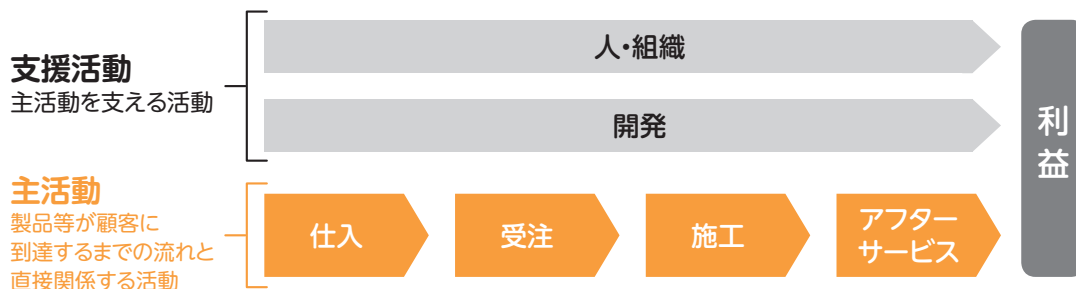 支援活動
主活動を支える活動
人・組織
開発
主活動
製品等が顧客に
到達するまでの流れと
直接関係する活動
仕入
受注
施工
アフター
サービス
利
益